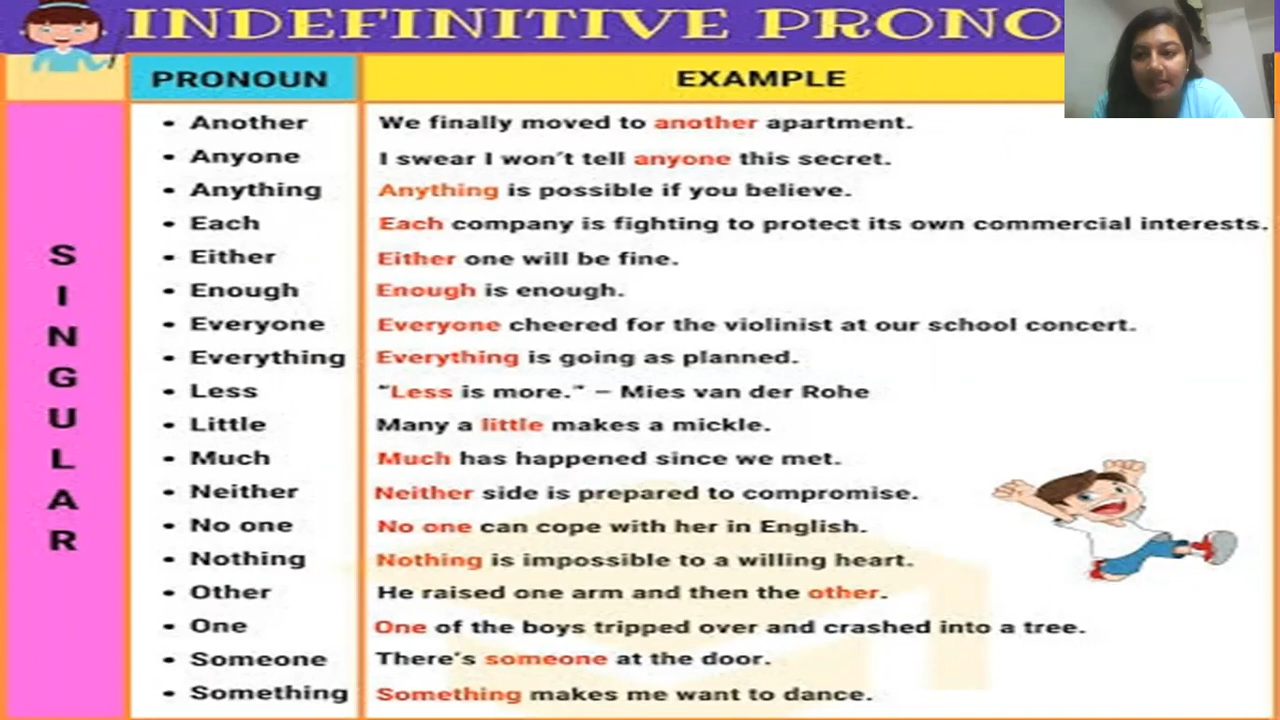 INDEFINITIVE PRONO
PRONOUN EXAMPLE
SINGULAR
• Another We finally moved to another apartment.
• Anyone I swear I won't tell anyone this secret.
• Anything Anything is possible if you believe.
• Each Each company is fighting to protect its own commercial interests.
• Either Either one will be fine.
• Enough Enough is enough.
• Everyone Everyone cheered for the violinist at our school concert.
• Everything Everything is going as planned.
• Less "Less is more." – Mies van der Rohe
• Little Many a little makes a mickle.
• Much Much has happened since we met.
• Neither Neither side is prepared to compromise.
• No one No one can cope with her in English.
• Nothing Nothing is impossible to a willing heart.
• Other He raised one arm and then the other.
• One One of the boys tripped over and crashed into a tree.
• Someone There's someone at the door.
• Something Something makes me want to dance.